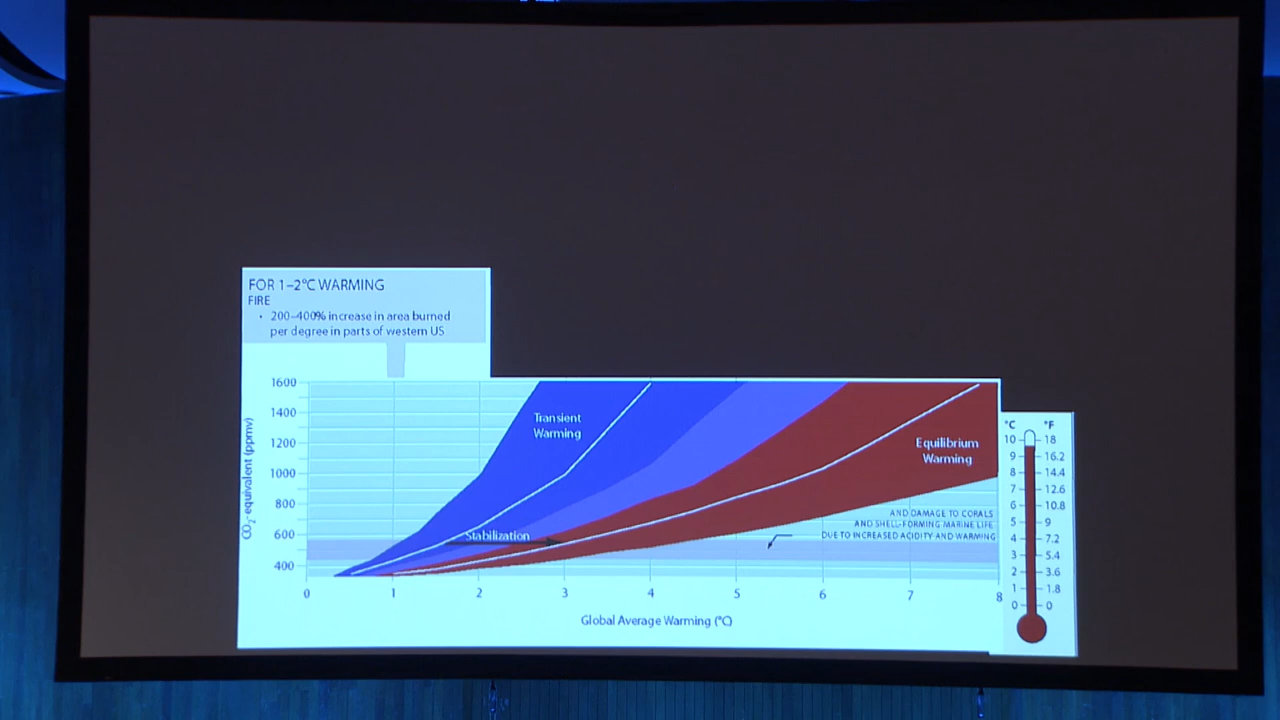 FOR 1–2°C WARMING
FIRE
• 200–400% increase in area burned
per degree in parts of western US
1600
1400
1200
1000
800
600
400
CO2-equivalent (ppmv)
Transient
Warming
Equilibrium
Warming
Stabilization
AND DAMAGE TO CORALS
AND SHELL-FORMING MARINE LIFE
DUE TO INCREASED ACIDITY AND WARMING
0 1 2 3 4 5 6 7 8
Global Average Warming (°C)
°C °F
10 18
9 16.2
8 14.4
7 12.6
6 10.8
5 9
4 7.2
3 5.4
2 3.6
1 1.8
0 0